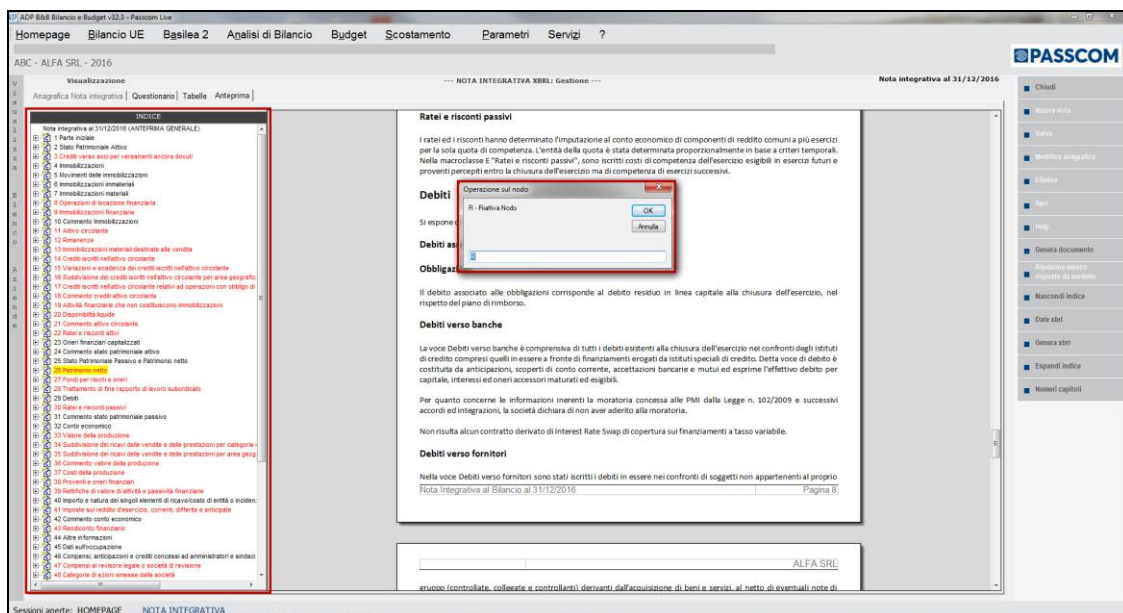 ADP B&B Bilancio e Budget v32.3 - Passcom Live
Homepage Bilancio UE Basilea 2 Analisi di Bilancio Budget Scostamento Parametri Servizi ?
PASSCOM
ABC - ALFA SRL - 2016
Visualizzazione
--- NOTA INTEGRATIVA XBRL: Gestione ---
Nota integrativa al 31/12/2016
Anagrafica Nota integrativa Questionario Tabelle Anteprima
INDICE
Nota integrativa al 31/12/2016 (ANTEPRIMA GENERALE)
1 Parte iniziale
2 Stato Patrimoniale Attivo
3 Crediti verso soci per versamenti ancora dovuti
4 Immobilizzazioni
5 Movimenti delle immobilizzazioni
6 Immobilizzazioni immateriali
7 Immobilizzazioni materiali
8 Operazioni di locazione finanziaria
9 Immobilizzazioni finanziarie
10 Commento Immobilizzazioni
11 Attivo circolante
12 Rimanenze
13 Immobilizzazioni materiali destinate alla vendita
14 Crediti iscritti nell'attivo circolante
15 Variazioni e scadenza dei crediti iscritti nell'attivo circolante
16 Suddivisione dei crediti iscritti nell'attivo circolante per area geografic
17 Crediti iscritti nell'attivo circolante relativi ad operazioni con obbligo di
18 Commento crediti attivo circolante
19 Attività finanziarie che non costituiscono immobilizzazioni
20 Disponibilità liquide
21 Commento attivo circolante
22 Ratei e risconti attivi
23 Oneri finanziari capitalizzati
24 Commento stato patrimoniale attivo
25 Stato Patrimoniale Passivo e Patrimonio netto
26 Patrimonio netto
27 Fondi per rischi e oneri
28 Trattamento di fine rapporto di lavoro subordinato
29 Debiti
30 Ratei e risconti passivi
31 Commento stato patrimoniale passivo
32 Conto economico
33 Valore della produzione
34 Suddivisione dei ricavi delle vendite e delle prestazioni per categoria
35 Suddivisione dei ricavi delle vendite e delle prestazioni per area geog
36 Commento valore della produzione
37 Costi della produzione
38 Proventi e oneri finanziari
39 Rettifiche di valore di attività e passività finanziarie
40 Importo e natura dei singoli elementi di ricavo/costo di entità o inciden
41 Imposte sul reddito d'esercizio, correnti, differite e anticipate
42 Commento conto economico
43 Rendiconto finanziario
44 Altre informazioni
45 Dati sull'occupazione
46 Compensi, anticipazioni e crediti concessi ad amministratori e sindaci
47 Compensi al revisore legale o società di revisione
48 Categorie di azioni emesse dalla società
Ratei e risconti passivi
I ratei ed i risconti hanno determinato l'imputazione al conto economico di componenti di reddito comuni a più esercizi
per la sola quota di competenza. L'entità della quota è stata determinata proporzionalmente in base a criteri temporali.
Nella macroclasse E "Ratei e risconti passivi", sono iscritti costi di competenza dell'esercizio esigibili in esercizi futuri e
proventi percepiti entro la chiusura dell'esercizio ma di competenza di esercizi successivi.
Debiti
Si espone
Debiti as
Obbligaz
Operazione sul nodo
R - Riattiva Nodo
OK
Annulla
Il debito associato alle obbligazioni corrisponde al debito residuo in linea capitale alla chiusura dell'esercizio, nel
rispetto del piano di rimborso.
Debiti verso banche
La voce Debiti verso banche è comprensiva di tutti i debiti esistenti alla chiusura dell'esercizio nei confronti degli istituti
di credito compresi quelli in essere a fronte di finanziamenti erogati da istituti speciali di credito. Detta voce di debito è
costituita da anticipazioni, scoperti di conto corrente, accettazioni bancarie e mutui ed esprime l'effettivo debito per
capitale, interessi ed oneri accessori maturati ed esigibili.
Per quanto concerne le informazioni inerenti la moratoria concessa alle PMI dalla Legge n. 102/2009 e successivi
accordi ed integrazioni, la società dichiara di non aver aderito alla moratoria.
Non risulta alcun contratto derivato di Interest Rate Swap di copertura sui finanziamenti a tasso variabile.
Debiti verso fornitori
Nella voce Debiti verso fornitori sono stati iscritti i debiti in essere nei confronti di soggetti non appartenenti al proprio
Nota Integrativa al Bilancio al 31/12/2016 Pagina 8
ALFA SRL
gruppo (controllate, collegate e controllanti) derivanti dall'acquisizione di beni e servizi, al netto di eventuali note di
Chiudi
Nuova nota
Salva
Modifica anagrafica
Elimina
Apri
Help
Genera documento
Ripristina elenco
risposte da modello
Nascondi indice
Date xbrl
Genera xbrl
Espandi indice
Numeri capitoli
Sessioni aperte: HOMEPAGE NOTA INTEGRATIVA